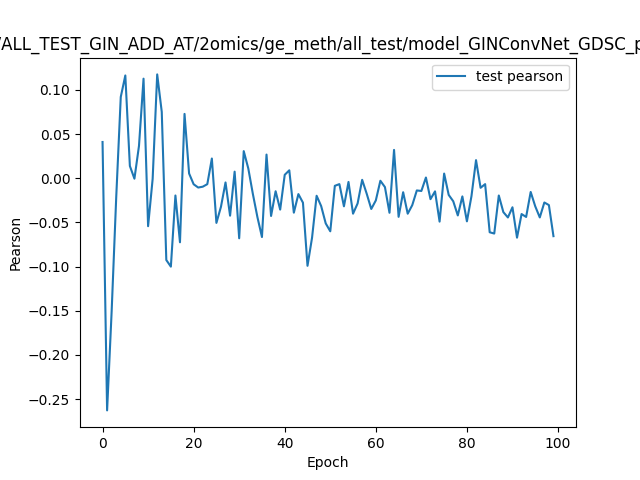 /ALL_TEST_GIN_ADD_AT/2omics/ge_meth/all_test/model_GINConvNet_GDSC_p
test pearson
0.10
0.05
0.00
−0.05
−0.10
−0.15
−0.20
−0.25
Pearson
0 20 40 60 80 100
Epoch